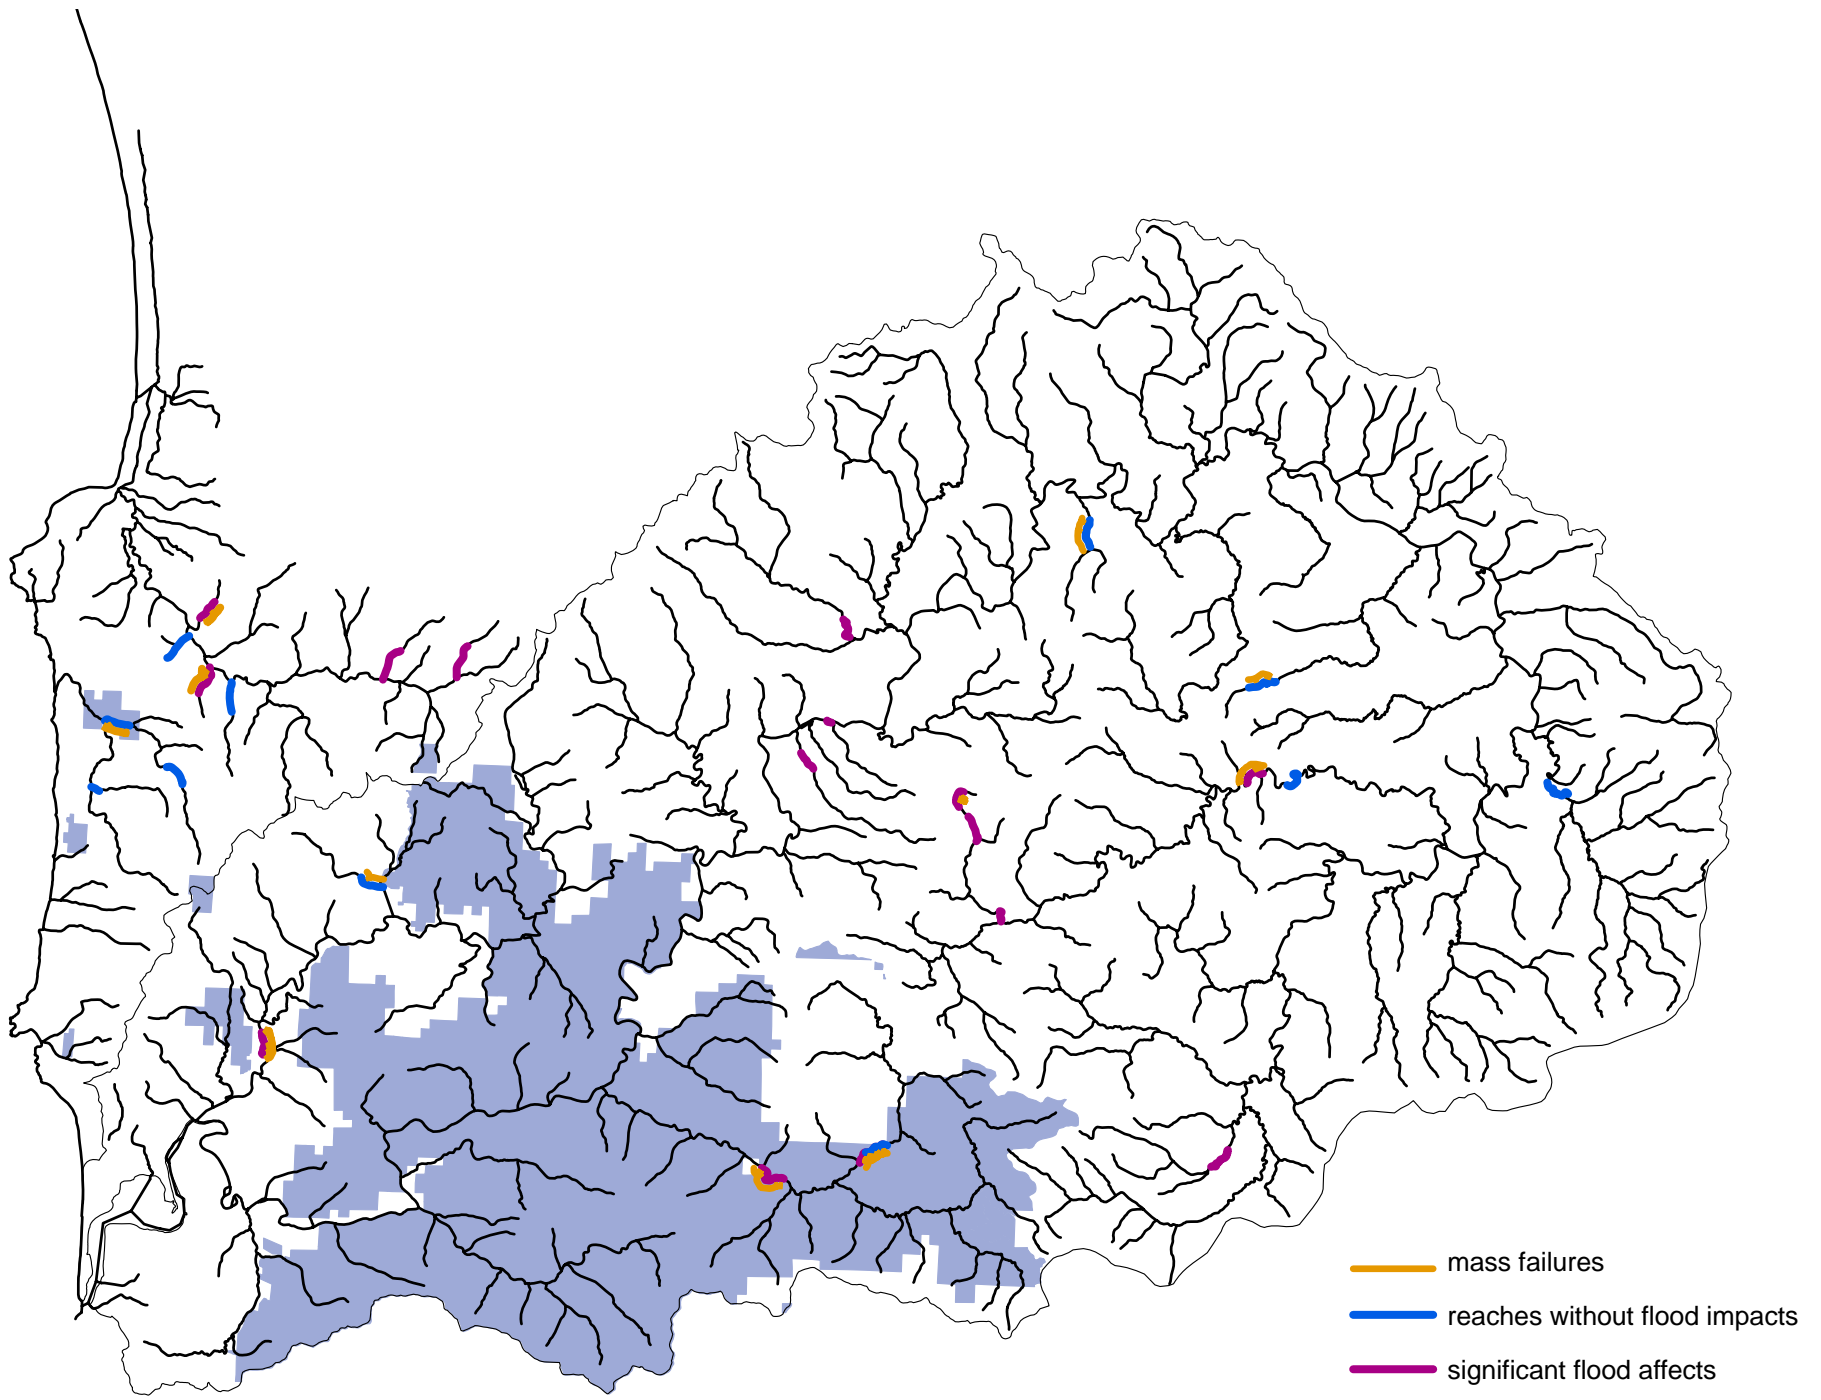 mass failures
reaches without flood impacts
significant flood affects